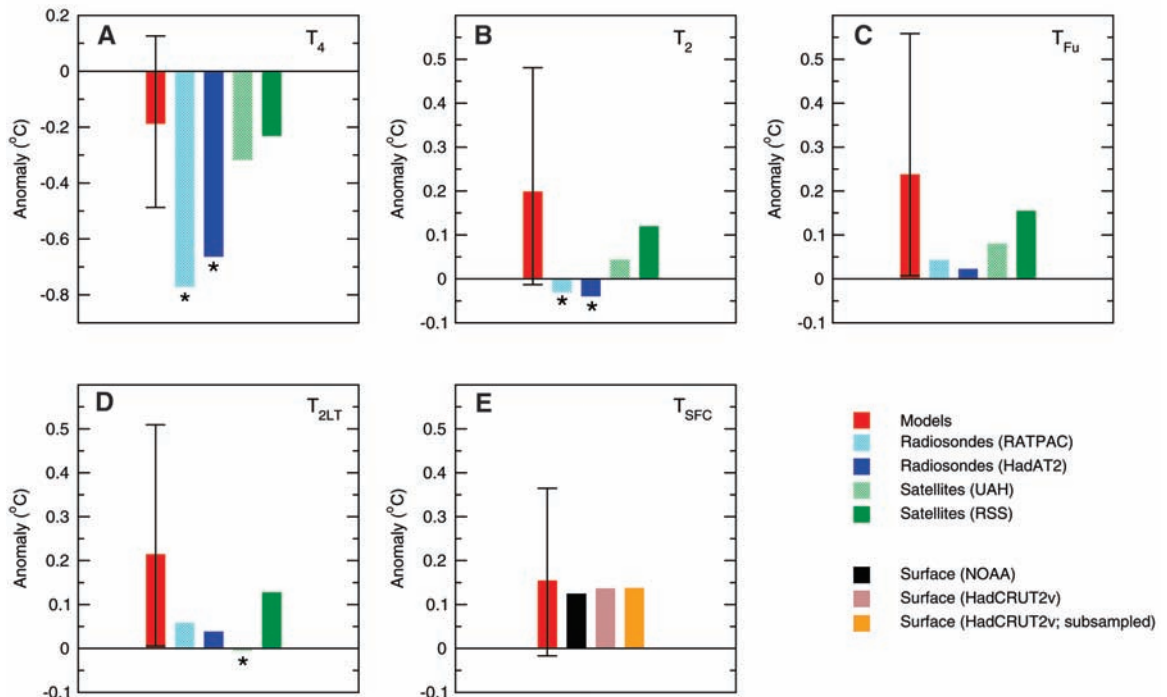 A T4
0.2
0
-0.2
-0.4
-0.6
-0.8
Anomaly (°C)
*
*
B T2
0.5
0.4
0.3
0.2
0.1
0
-0.1
Anomaly (°C)
*
*
C TFu
0.5
0.4
0.3
0.2
0.1
0
-0.1
Anomaly (°C)
D T2LT
0.5
0.4
0.3
0.2
0.1
0
-0.1
Anomaly (°C)
*
E TSFC
0.5
0.4
0.3
0.2
0.1
0
-0.1
Anomaly (°C)
Models
Radiosondes (RATPAC)
Radiosondes (HadAT2)
Satellites (UAH)
Satellites (RSS)
Surface (NOAA)
Surface (HadCRUT2v)
Surface (HadCRUT2v; subsampled)